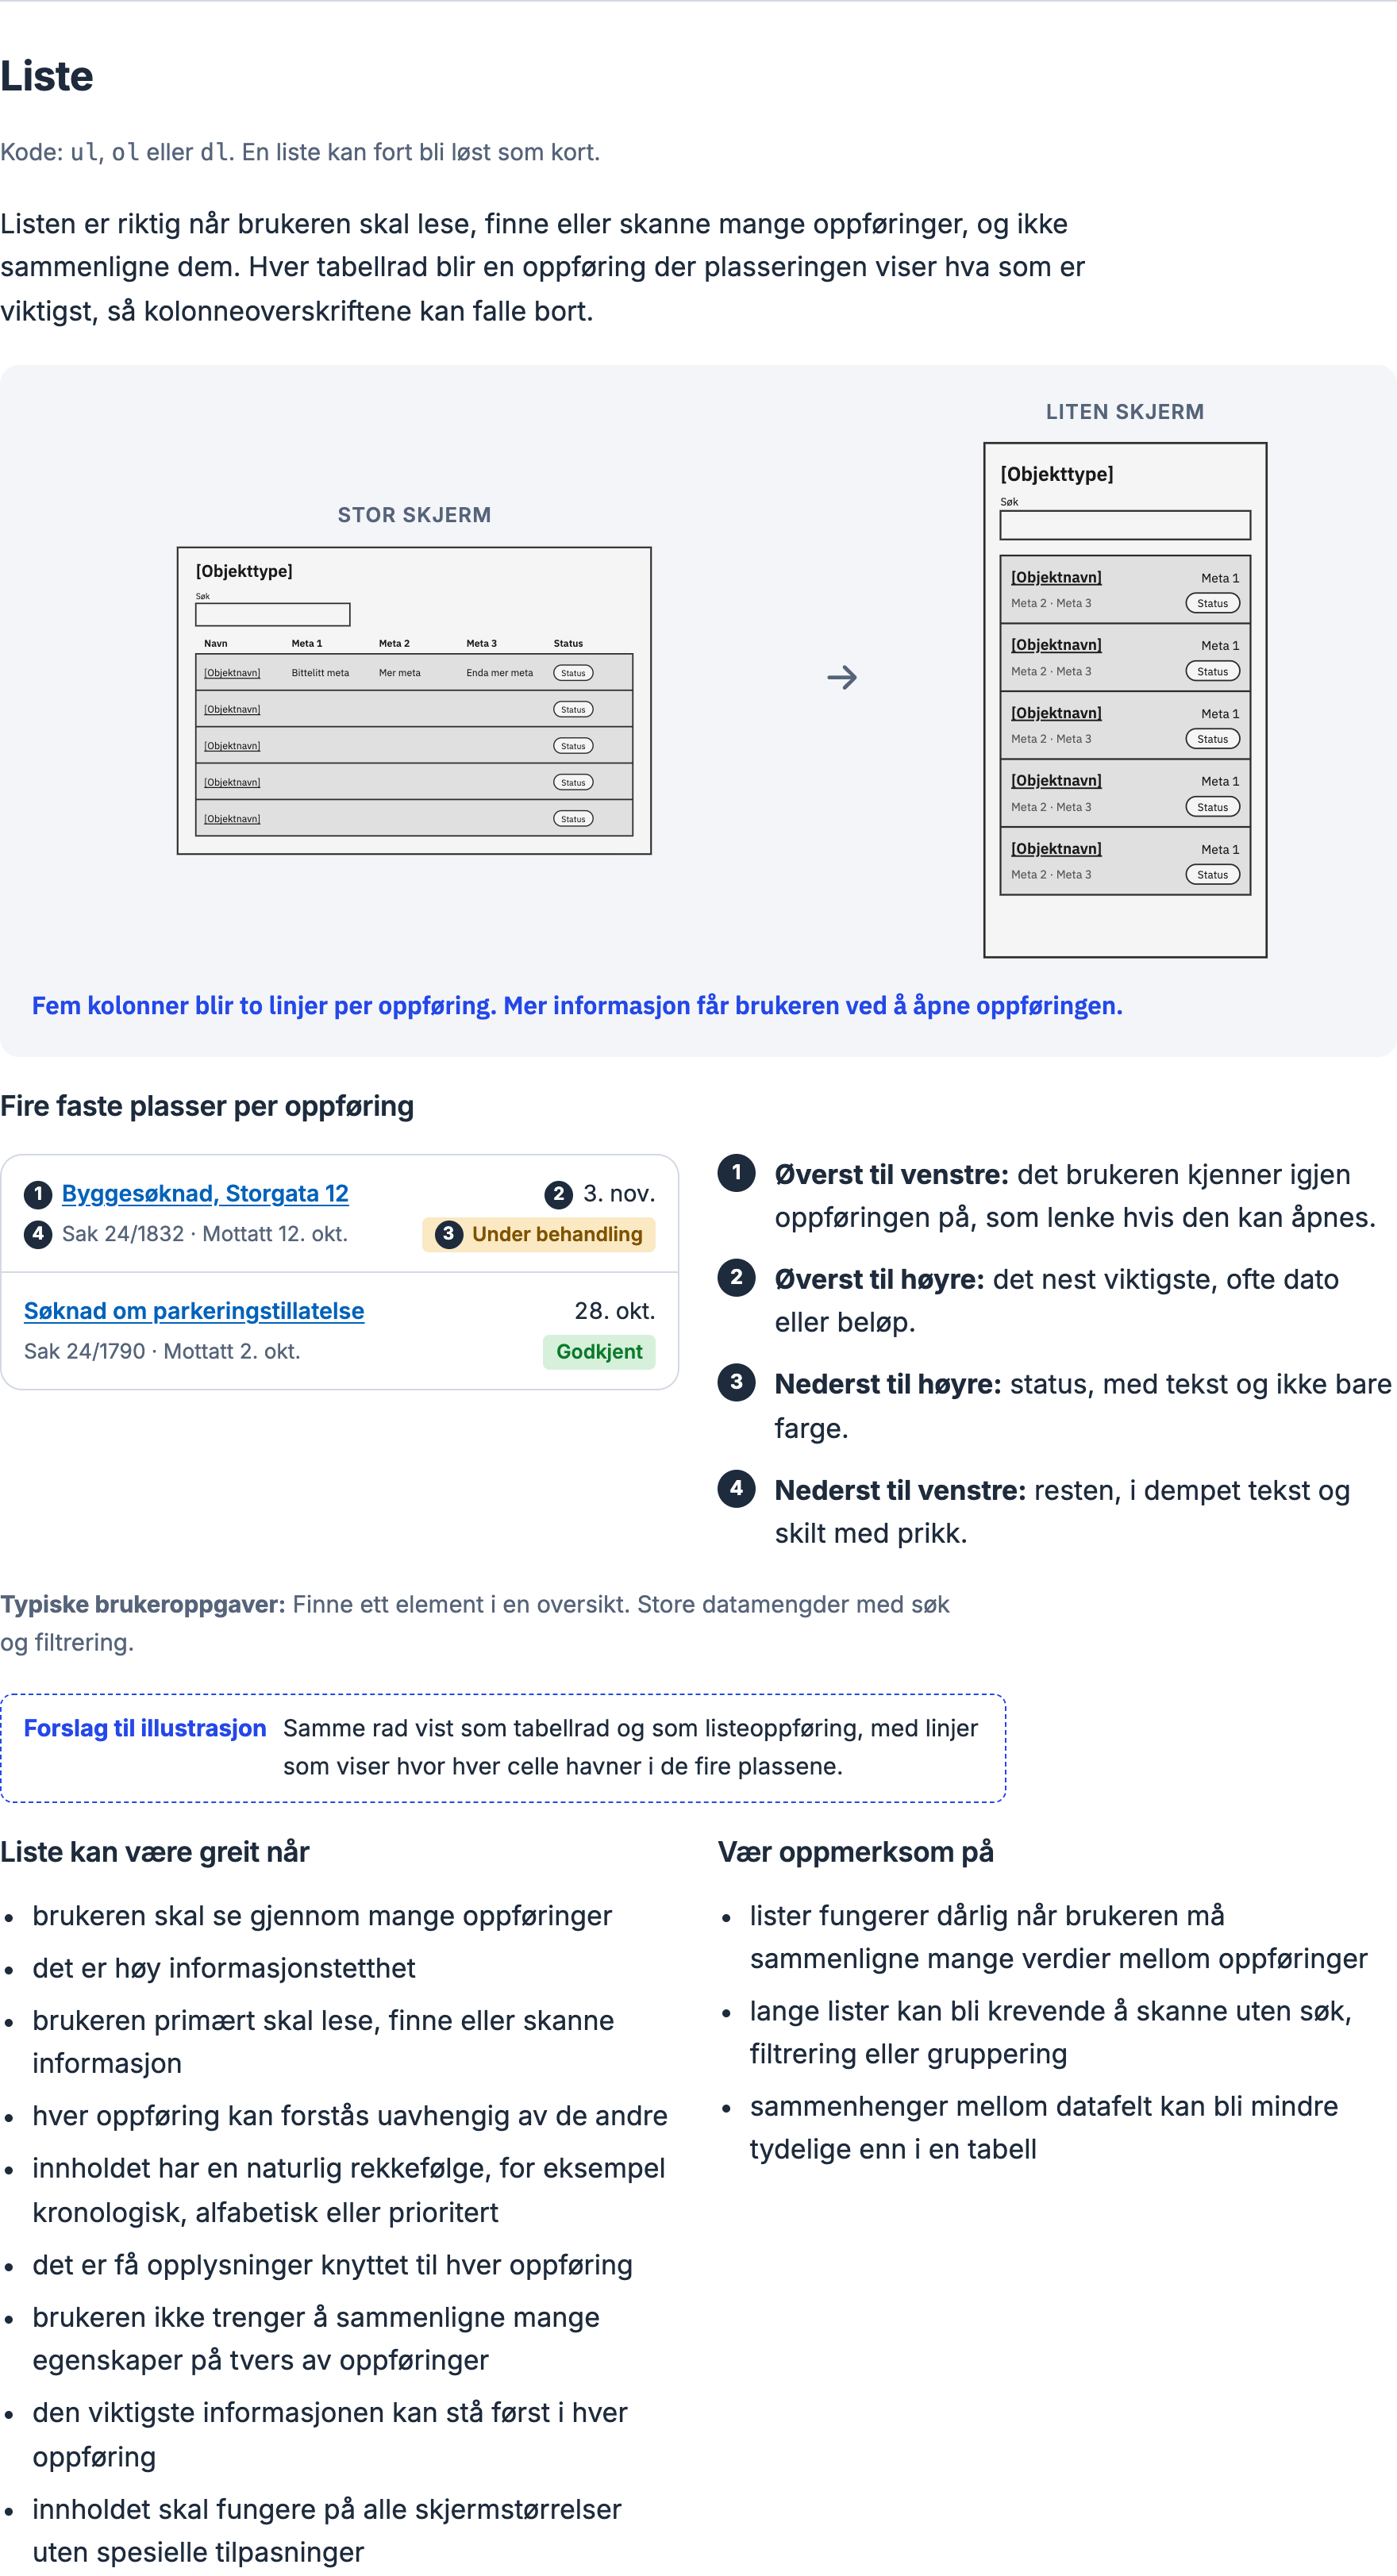 Liste
Kode: ul, ol eller dl. En liste kan fort bli løst som kort.
Listen er riktig når brukeren skal lese, finne eller skanne mange oppføringer, og ikke
sammenligne dem. Hver tabellrad blir en oppføring der plasseringen viser hva som er
viktigst, så kolonneoverskriftene kan falle bort.
STOR SKJERM
[Objekttype]
Søk
Navn Meta 1 Meta 2 Meta 3 Status
[Objektnavn] Bittelitt meta Mer meta Enda mer meta Status
[Objektnavn] Status
[Objektnavn] Status
[Objektnavn] Status
[Objektnavn] Status
→
LITEN SKJERM
[Objekttype]
Søk
[Objektnavn] Meta 1
Meta 2 · Meta 3 Status
[Objektnavn] Meta 1
Meta 2 · Meta 3 Status
[Objektnavn] Meta 1
Meta 2 · Meta 3 Status
[Objektnavn] Meta 1
Meta 2 · Meta 3 Status
[Objektnavn] Meta 1
Meta 2 · Meta 3 Status
Fem kolonner blir to linjer per oppføring. Mer informasjon får brukeren ved å åpne oppføringen.
Fire faste plasser per oppføring
1 Byggesøknad, Storgata 12 2 3. nov.
4 Sak 24/1832 · Mottatt 12. okt. 3 Under behandling
Søknad om parkeringstillatelse 28. okt.
Sak 24/1790 · Mottatt 2. okt. Godkjent
1 Øverst til venstre: det brukeren kjenner igjen
oppføringen på, som lenke hvis den kan åpnes.
2 Øverst til høyre: det nest viktigste, ofte dato
eller beløp.
3 Nederst til høyre: status, med tekst og ikke bare
farge.
4 Nederst til venstre: resten, i dempet tekst og
skilt med prikk.
Typiske brukeroppgaver: Finne ett element i en oversikt. Store datamengder med søk
og filtrering.
Forslag til illustrasjon Samme rad vist som tabellrad og som listeoppføring, med linjer
som viser hvor hver celle havner i de fire plassene.
Liste kan være greit når
• brukeren skal se gjennom mange oppføringer
• det er høy informasjonstetthet
• brukeren primært skal lese, finne eller skanne
informasjon
• hver oppføring kan forstås uavhengig av de andre
• innholdet har en naturlig rekkefølge, for eksempel
kronologisk, alfabetisk eller prioritert
• det er få opplysninger knyttet til hver oppføring
• brukeren ikke trenger å sammenligne mange
egenskaper på tvers av oppføringer
• den viktigste informasjonen kan stå først i hver
oppføring
• innholdet skal fungere på alle skjermstørrelser
uten spesielle tilpasninger
Vær oppmerksom på
• lister fungerer dårlig når brukeren må
sammenligne mange verdier mellom oppføringer
• lange lister kan bli krevende å skanne uten søk,
filtrering eller gruppering
• sammenhenger mellom datafelt kan bli mindre
tydelige enn i en tabell